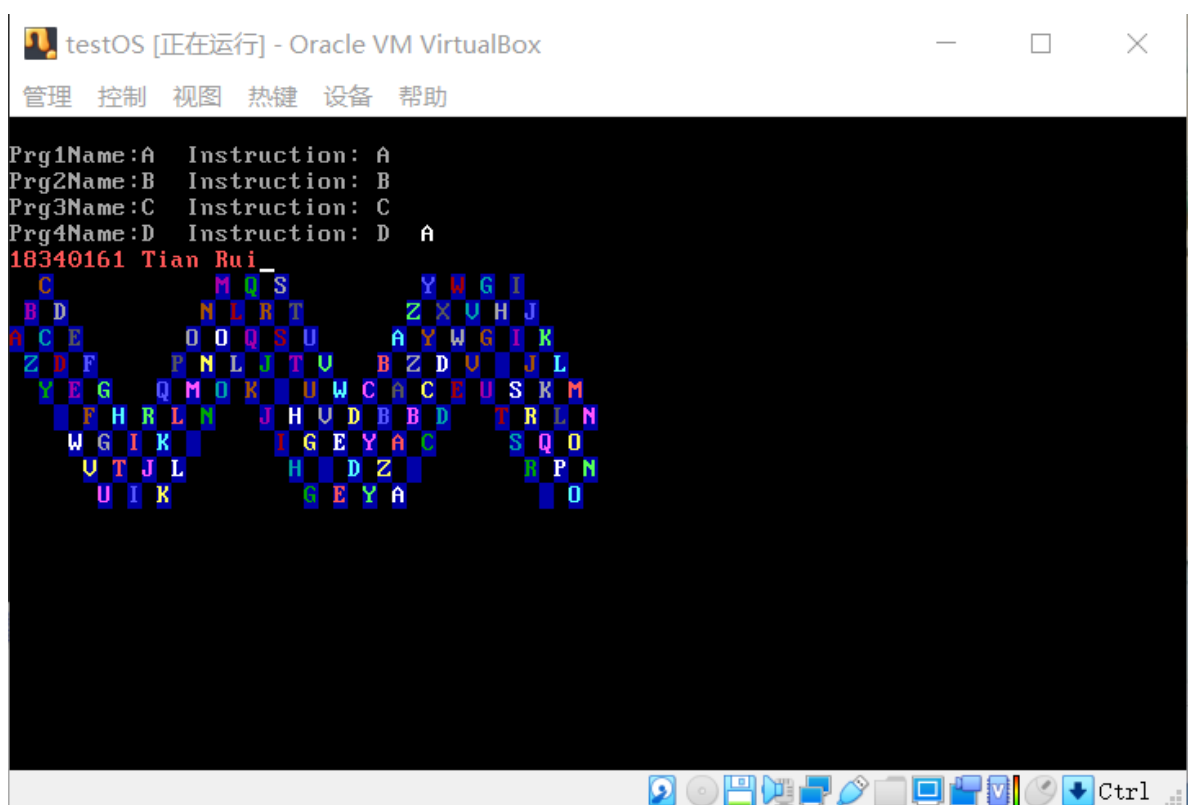 testOS [正在运行] - Oracle VM VirtualBox
管理 控制 视图 热键 设备 帮助
Prg1Name:A Instruction: A
Prg2Name:B Instruction: B
Prg3Name:C Instruction: C
Prg4Name:D Instruction: D A
18340161 Tian Rui_
C M Q S Y W G I
B D N L R T Z X V H J
A C E O O Q S U A Y W G I K
Z D F P N L J T V B Z D V J L
Y E G Q M O K U W C A C E U S K M
F H R L N J H V D B B D T R L N
W G I K I G E Y A C S Q O
V T J L H D Z R P N
U I K G E Y A O
Ctrl